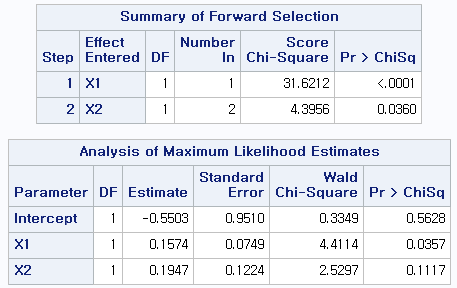 Summary of Forward Selection
Step Effect Entered DF Number In Score Chi-Square Pr > ChiSq
1 X1 1 1 31.6212 <.0001
2 X2 1 2 4.3956 0.0360
Analysis of Maximum Likelihood Estimates
Parameter DF Estimate Standard Error Wald Chi-Square Pr > ChiSq
Intercept 1 -0.5503 0.9510 0.3349 0.5628
X1 1 0.1574 0.0749 4.4114 0.0357
X2 1 0.1947 0.1224 2.5297 0.1117